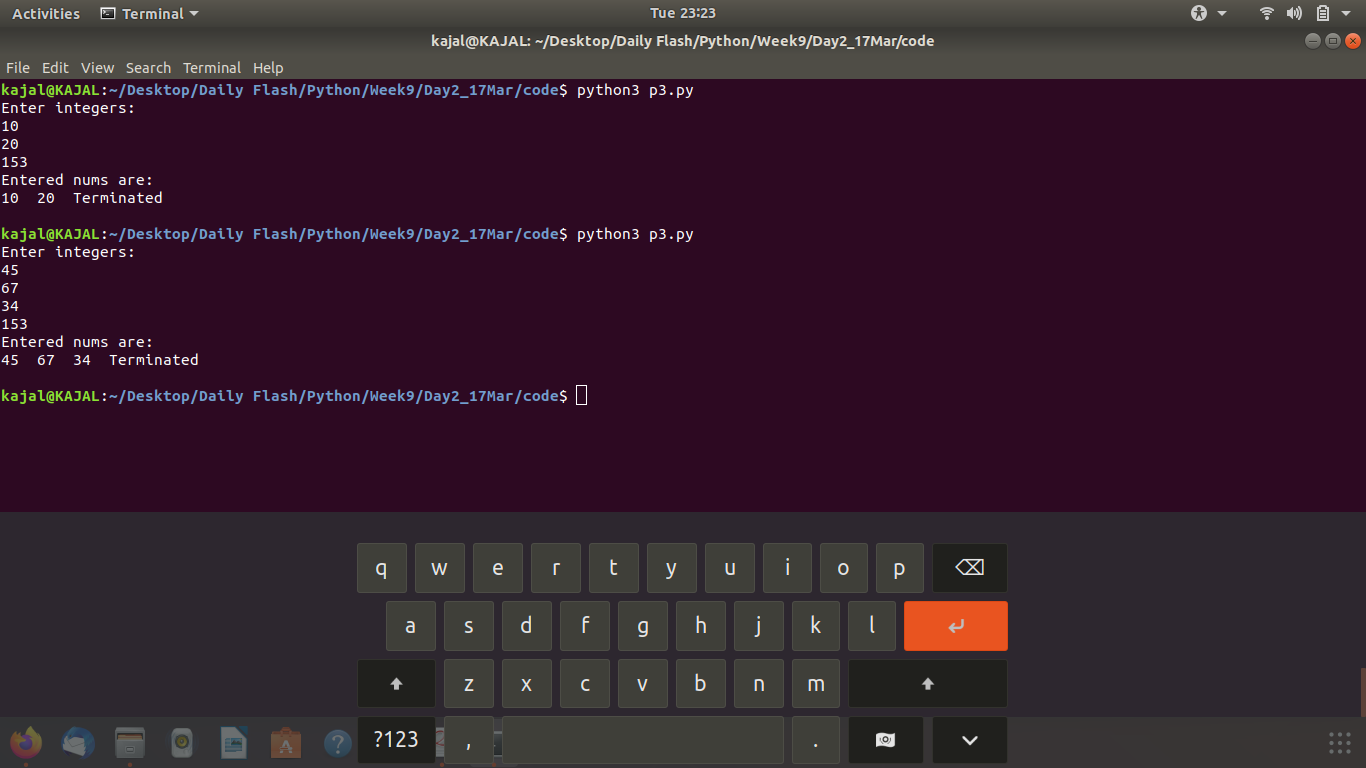 Activities Terminal Tue 23:23
kajal@KAJAL: ~/Desktop/Daily Flash/Python/Week9/Day2_17Mar/code
File Edit View Search Terminal Help
kajal@KAJAL:~/Desktop/Daily Flash/Python/Week9/Day2_17Mar/code$ python3 p3.py
Enter integers:
10
20
153
Entered nums are:
10  20  Terminated
kajal@KAJAL:~/Desktop/Daily Flash/Python/Week9/Day2_17Mar/code$ python3 p3.py
Enter integers:
45
67
34
153
Entered nums are:
45  67  34  Terminated
kajal@KAJAL:~/Desktop/Daily Flash/Python/Week9/Day2_17Mar/code$
q w e r t y u i o p
a s d f g h j k l
z x c v b n m
?123 , .